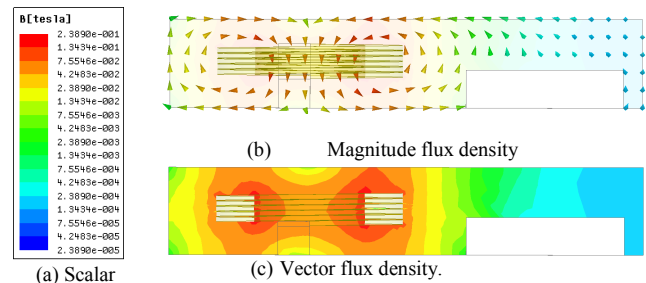 B[tesla]
2.3890e-001
1.3434e-001
7.5546e-002
4.2483e-002
2.3890e-002
1.3434e-002
7.5546e-003
4.2483e-003
2.3890e-003
1.3434e-003
7.5546e-004
4.2483e-004
2.3890e-004
1.3434e-004
7.5546e-005
4.2483e-005
2.3890e-005
(a) Scalar
(b) Magnitude flux density
(c) Vector flux density.